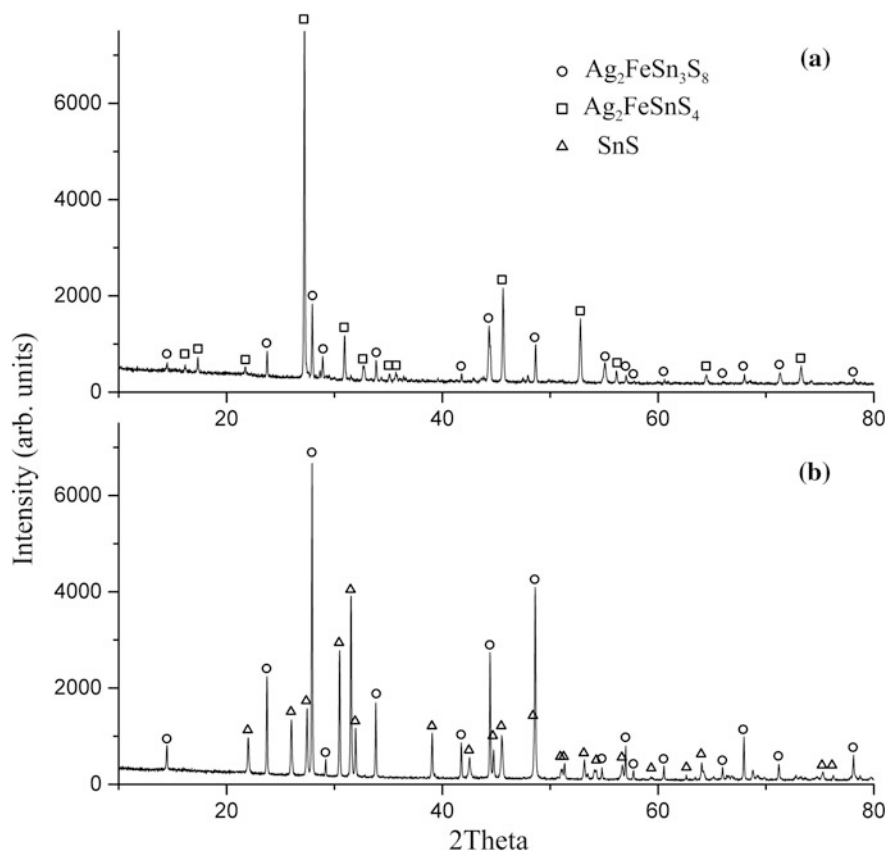 (a)
○ Ag₂FeSn₃S₈
□ Ag₂FeSnS₄
△ SnS
6000
4000
2000
0
20 40 60 80
(b)
6000
4000
2000
0
20 40 60 80
Intensity (arb. units)
2Theta